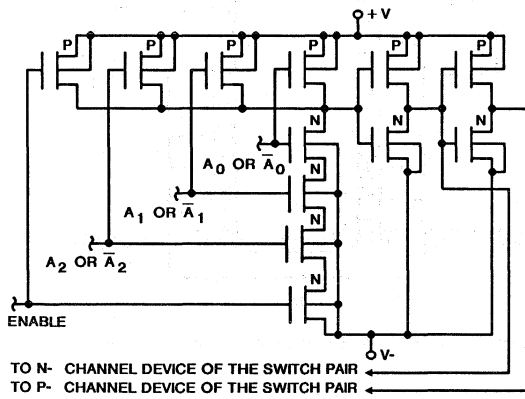 + V
P P P P P P
N N N
A0 OR A̅0
N
A1 OR A̅1
N
A2 OR A̅2
N
ENABLE
V-
TO N- CHANNEL DEVICE OF THE SWITCH PAIR
TO P- CHANNEL DEVICE OF THE SWITCH PAIR